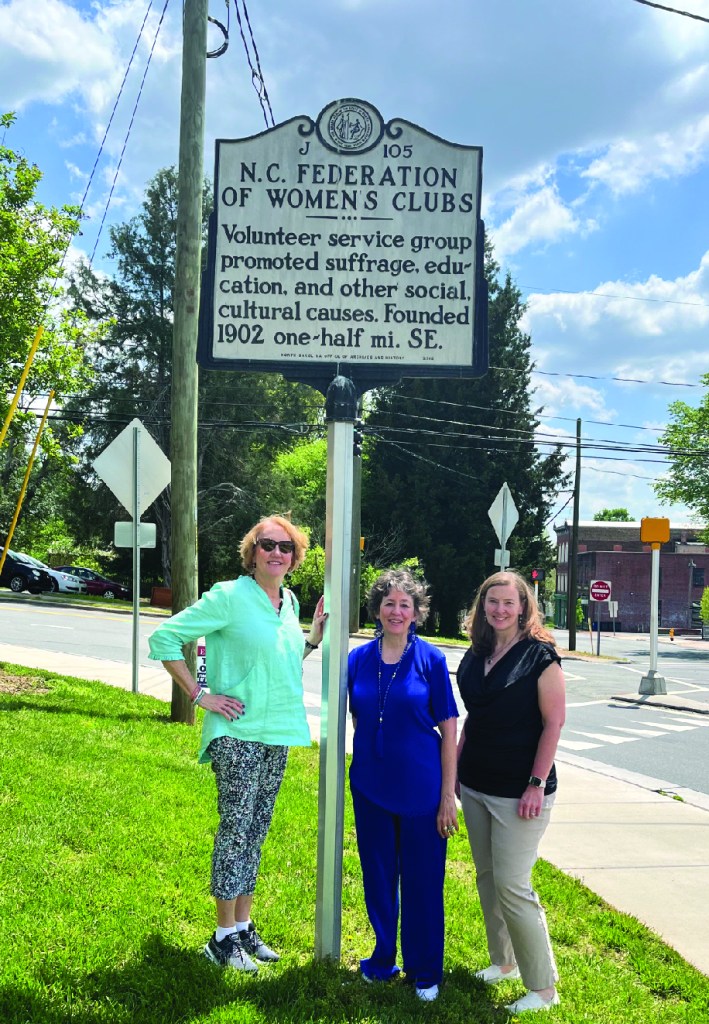 J 105
N.C. FEDERATION
OF WOMEN'S CLUBS
Volunteer service group
promoted suffrage, edu-
cation, and other social,
cultural causes. Founded
1902 one-half mi. SE.